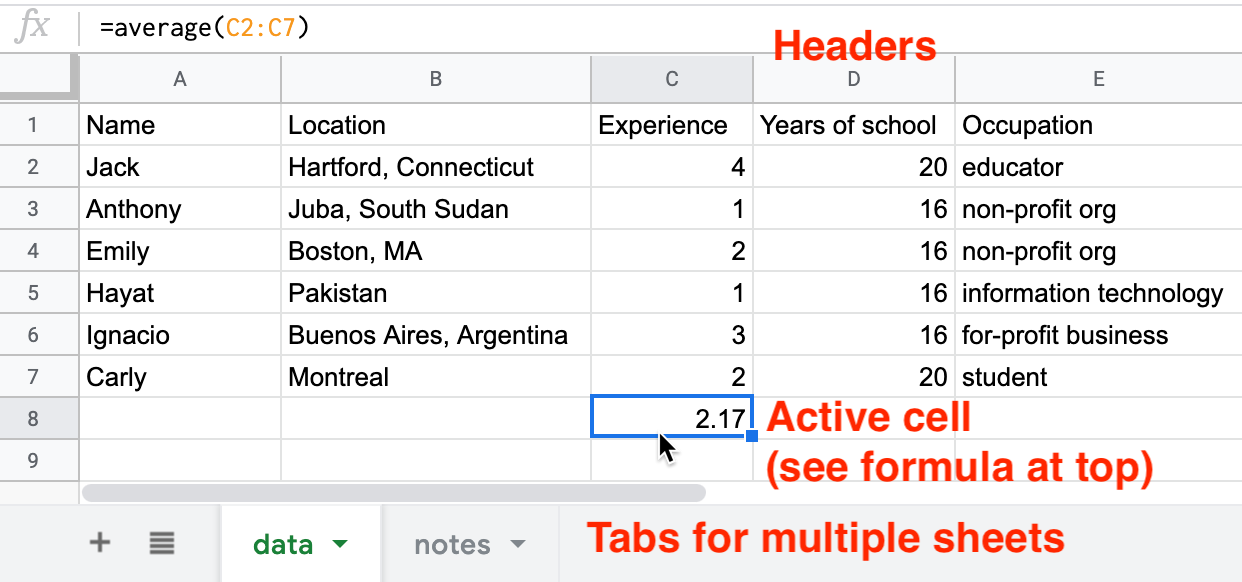 fx =average(C2:C7)
Headers
A B C D E
1 Name Location Experience Years of school Occupation
2 Jack Hartford, Connecticut 4 20 educator
3 Anthony Juba, South Sudan 1 16 non-profit org
4 Emily Boston, MA 2 16 non-profit org
5 Hayat Pakistan 1 16 information technology
6 Ignacio Buenos Aires, Argentina 3 16 for-profit business
7 Carly Montreal 2 20 student
8 2.17 Active cell
9 (see formula at top)
+ data notes Tabs for multiple sheets